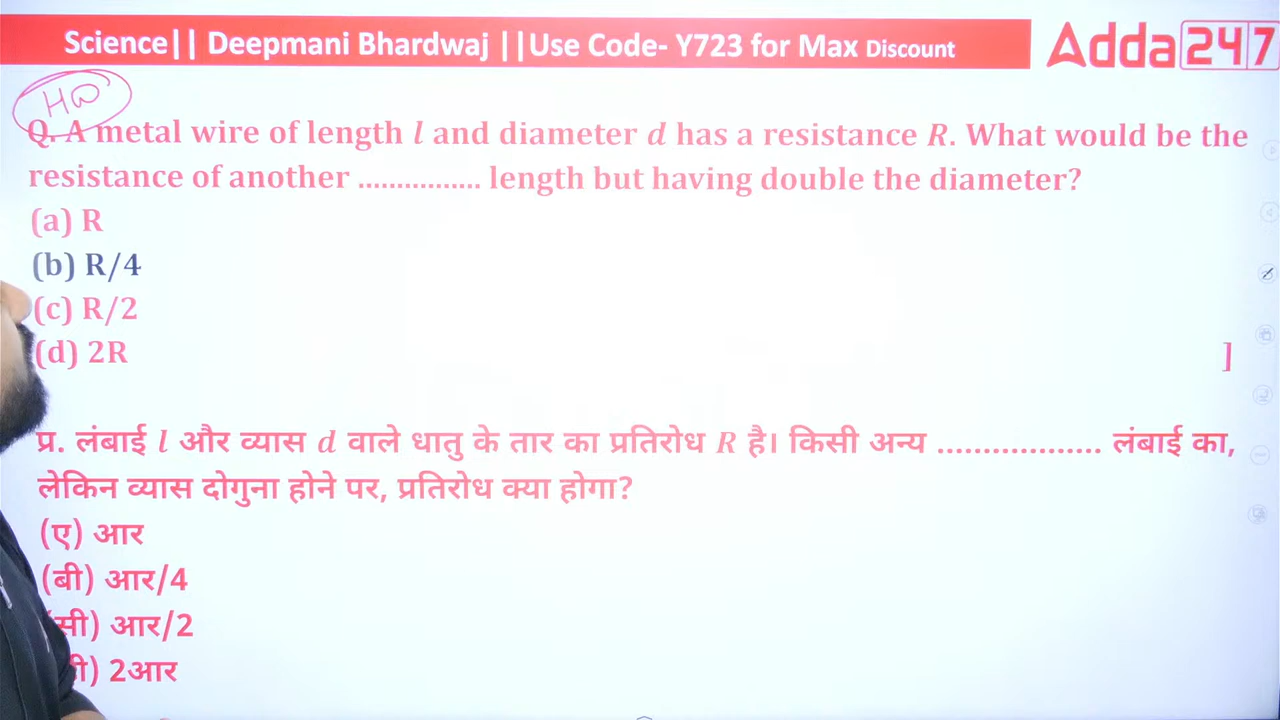 Science|| Deepmani Bhardwaj ||Use Code- Y723 for Max Discount
Adda247
HW
Q. A metal wire of length l and diameter d has a resistance R. What would be the
resistance of another ................ length but having double the diameter?
(a) R
(b) R/4
(c) R/2
(d) 2R
]
प्र. लंबाई l और व्यास d वाले धातु के तार का प्रतिरोध R है। किसी अन्य ................... लंबाई का,
लेकिन व्यास दोगुना होने पर, प्रतिरोध क्या होगा?
(ए) आर
(बी) आर/4
सी) आर/2
ी) 2आर